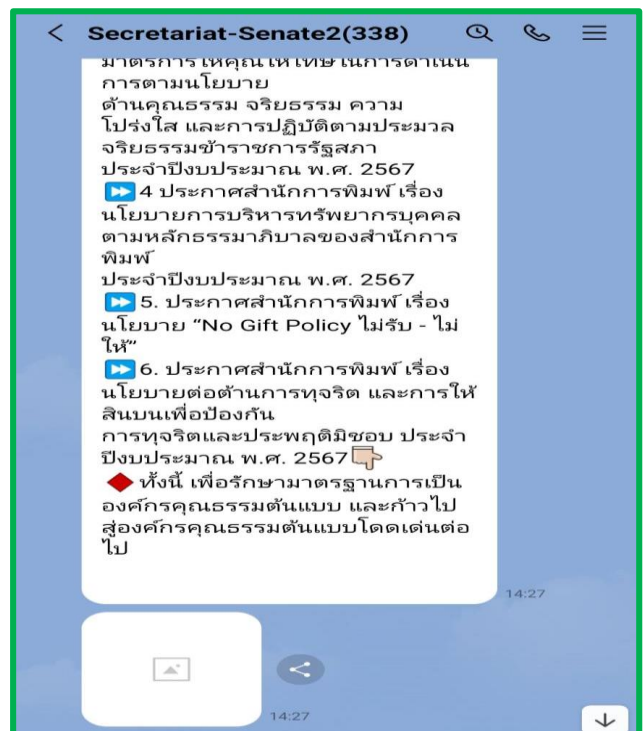 Secretariat-Senate2(338)
มาตรการให้คุณให้โทษในการดำเนิน
การตามนโยบาย
ด้านคุณธรรม จริยธรรม ความ
โปร่งใส และการปฏิบัติตามประมวล
จริยธรรมข้าราชการรัฐสภา
ประจำปีงบประมาณ พ.ศ. 2567
4 ประกาศสำนักการพิมพ์ เรื่อง
นโยบายการบริหารทรัพยากรบุคคล
ตามหลักธรรมาภิบาลของสำนักการ
พิมพ์
ประจำปีงบประมาณ พ.ศ. 2567
5. ประกาศสำนักการพิมพ์ เรื่อง
นโยบาย “No Gift Policy ไม่รับ - ไม่
ให้”
6. ประกาศสำนักการพิมพ์ เรื่อง
นโยบายต่อต้านการทุจริต และการให้
สินบนเพื่อป้องกัน
การทุจริตและประพฤติมิชอบ ประจำ
ปีงบประมาณ พ.ศ. 2567
ทั้งนี้ เพื่อรักษามาตรฐานการเป็น
องค์กรคุณธรรมต้นแบบ และก้าวไป
สู่องค์กรคุณธรรมต้นแบบโดดเด่นต่อ
ไป
14:27
14:27